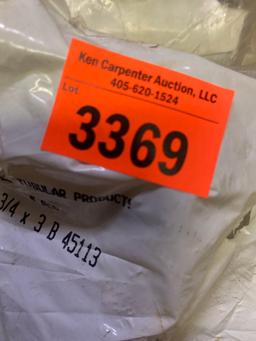 Ken Carpenter Auction, LLC
405-620-1524
Lot
3369
TUBULAR PRODUCT!
3/4 x 3 B 45113